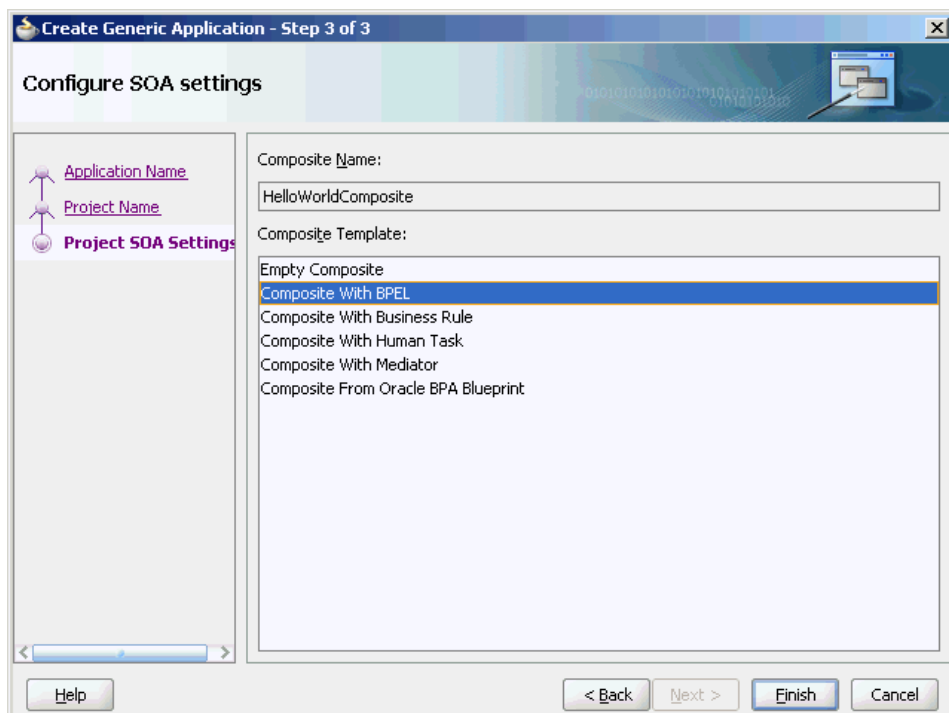 Create Generic Application - Step 3 of 3
Configure SOA settings
Application Name
Project Name
Project SOA Settings
Composite Name:
HelloWorldComposite
Composite Template:
Empty Composite
Composite With BPEL
Composite With Business Rule
Composite With Human Task
Composite With Mediator
Composite From Oracle BPA Blueprint
Help
< Back
Next >
Finish
Cancel